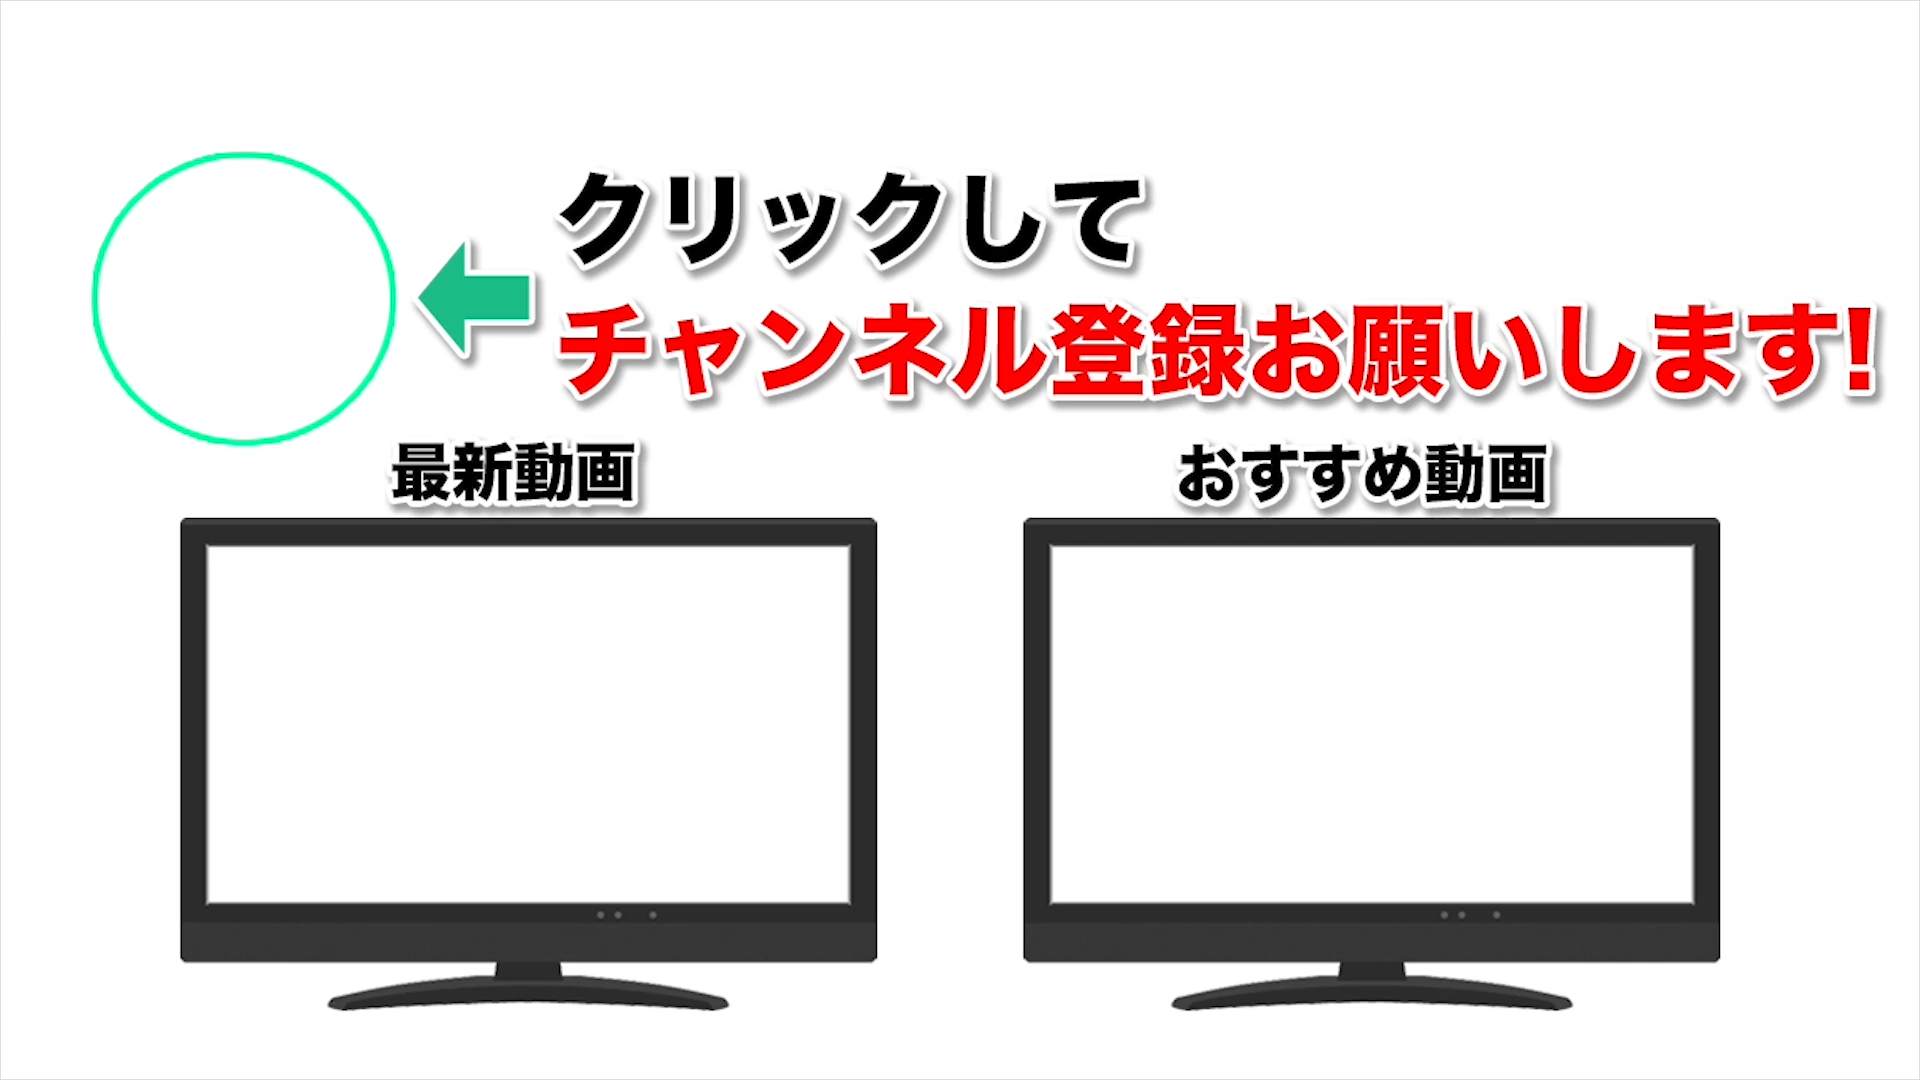 クリックして
チャンネル登録お願いします!
最新動画
おすすめ動画